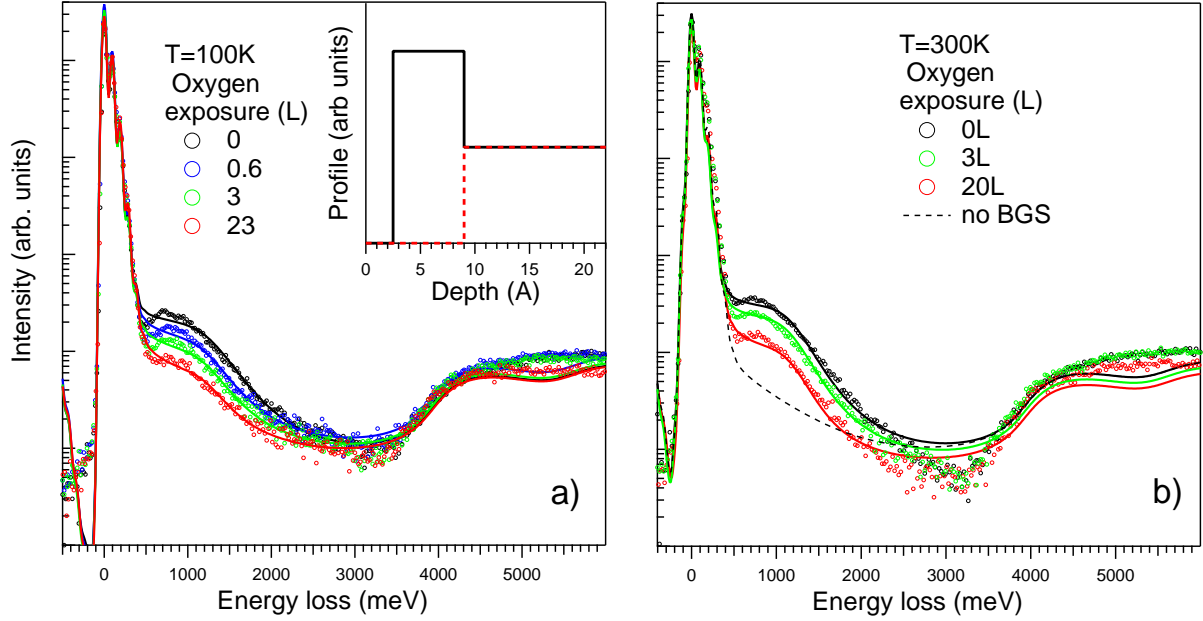 T=100K
Oxygen
exposure (L)
0
0.6
3
23
Profile (arb units)
0
5
10
15
20
Depth (A)
a)
Intensity (arb. units)
0
1000
2000
3000
4000
5000
Energy loss (meV)
T=300K
Oxygen
exposure (L)
0L
3L
20L
no BGS
b)
0
1000
2000
3000
4000
5000
Energy loss (meV)